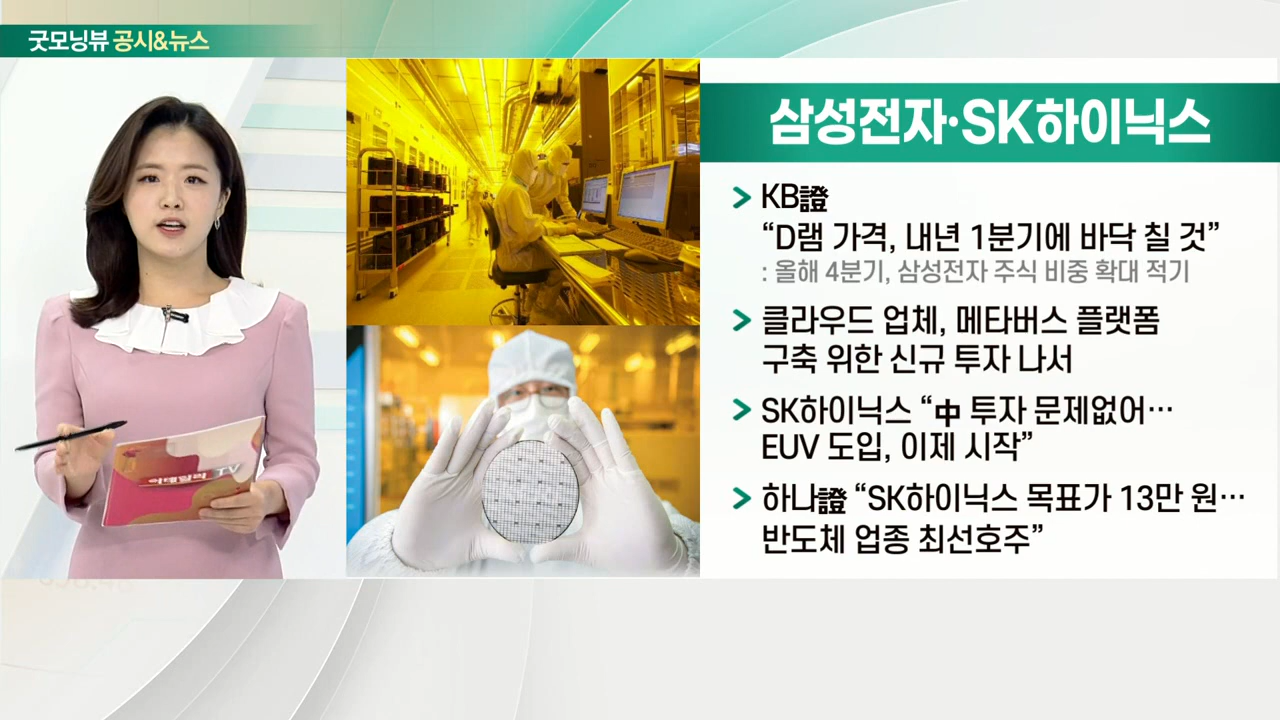 굿모닝뷰 공시&뉴스
삼성전자·SK하이닉스
KB證
“D램 가격, 내년 1분기에 바닥 칠 것”
: 올해 4분기, 삼성전자 주식 비중 확대 적기
클라우드 업체, 메타버스 플랫폼
구축 위한 신규 투자 나서
SK하이닉스 “中 투자 문제없어…
EUV 도입, 이제 시작”
하나證 “SK하이닉스 목표가 13만 원…
반도체 업종 최선호주”